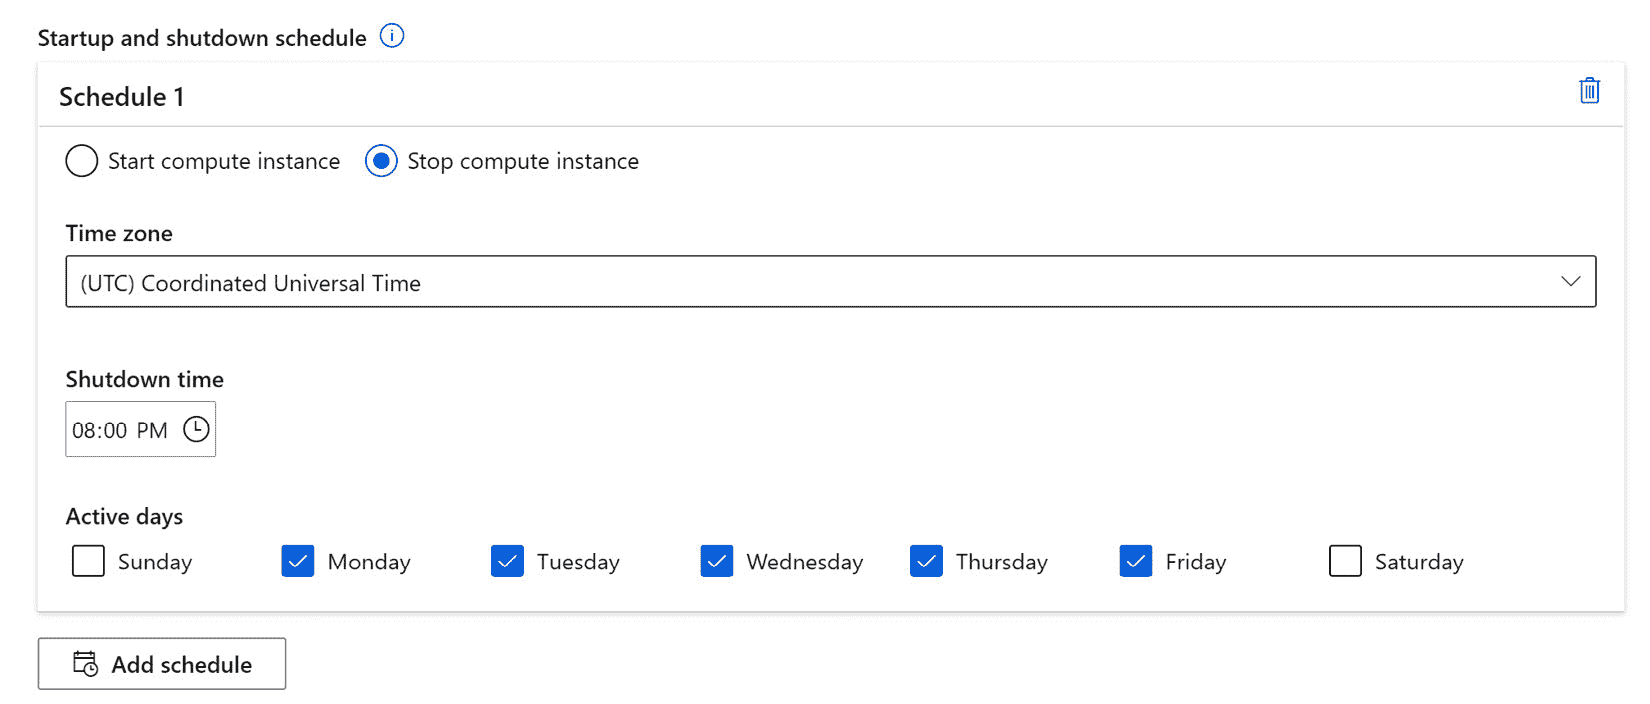 Startup and shutdown schedule
Schedule 1
Start compute instance Stop compute instance
Time zone
(UTC) Coordinated Universal Time
Shutdown time
08:00 PM
Active days
Sunday Monday Tuesday Wednesday Thursday Friday Saturday
Add schedule